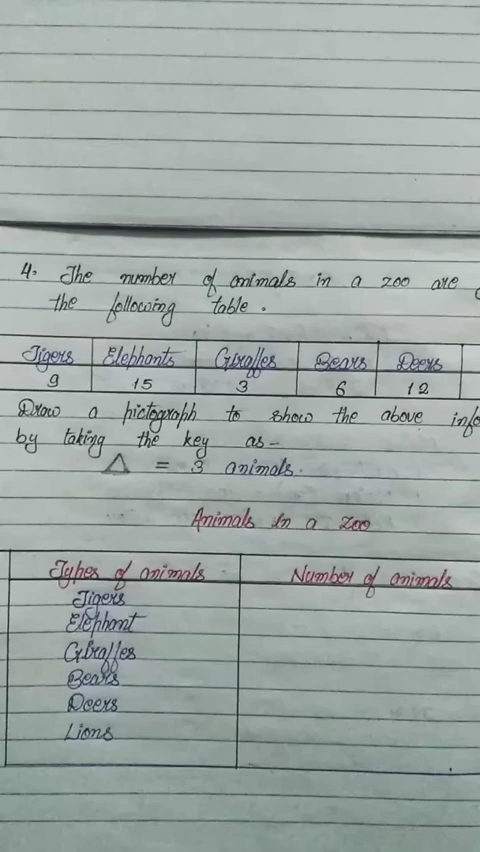 4. The number of animals in a zoo are
the following table.
Tigers Elephants Giraffes Bears Deers
9 15 3 6 12
Draw a pictograph to show the above info
by taking the key as-
△ = 3 animals.
Animals in a Zoo
Types of animals Number of animals
Tigers
Elephant
Giraffes
Bears
Deers
Lions